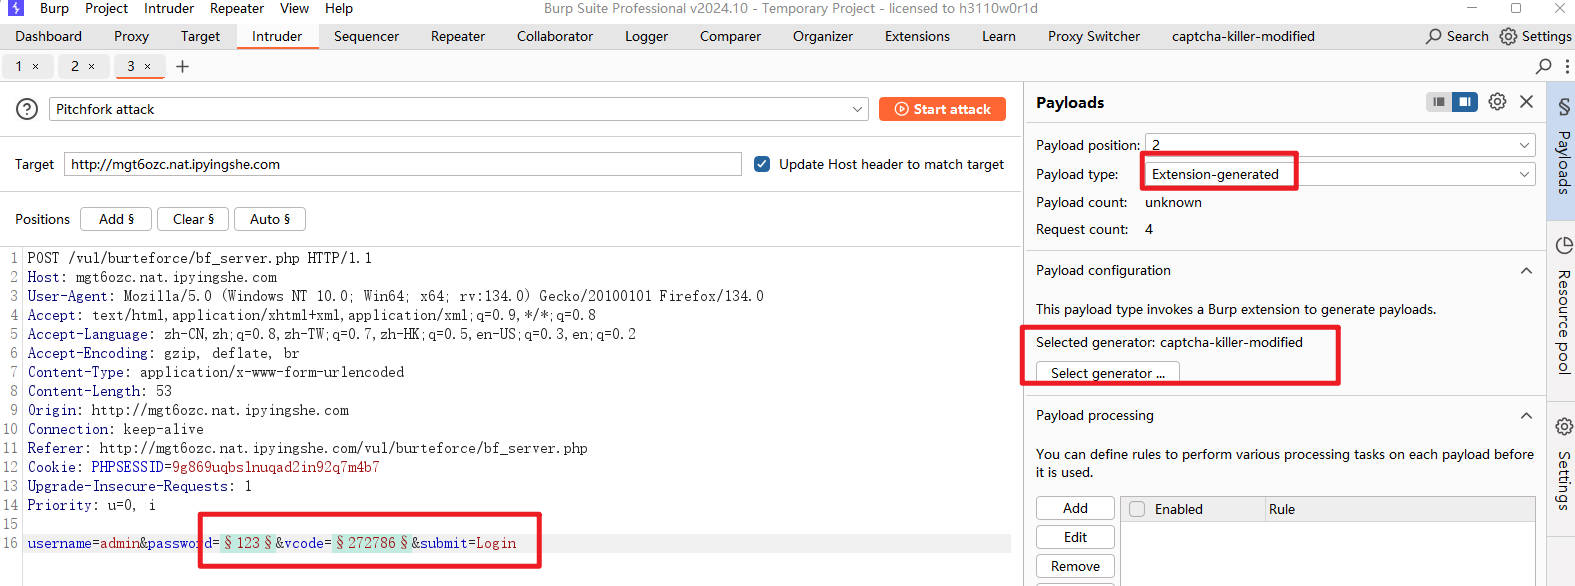 Burp Project Intruder Repeater View Help Burp Suite Professional v2024.10 - Temporary Project - licensed to h3110w0r1d
Dashboard Proxy Target Intruder Sequencer Repeater Collaborator Logger Comparer Organizer Extensions Learn Proxy Switcher captcha-killer-modified Search Settings
1 × 2 × 3 × +
? Pitchfork attack Start attack
Target http://mgt6ozc.nat.ipyingshe.com Update Host header to match target
Positions Add § Clear § Auto §
1 POST /vul/burteforce/bf_server.php HTTP/1.1
2 Host: mgt6ozc.nat.ipyingshe.com
3 User-Agent: Mozilla/5.0 (Windows NT 10.0; Win64; x64; rv:134.0) Gecko/20100101 Firefox/134.0
4 Accept: text/html,application/xhtml+xml,application/xml;q=0.9,*/*;q=0.8
5 Accept-Language: zh-CN,zh;q=0.8,zh-TW;q=0.7,zh-HK;q=0.5,en-US;q=0.3,en;q=0.2
6 Accept-Encoding: gzip, deflate, br
7 Content-Type: application/x-www-form-urlencoded
8 Content-Length: 53
9 Origin: http://mgt6ozc.nat.ipyingshe.com
10 Connection: keep-alive
11 Referer: http://mgt6ozc.nat.ipyingshe.com/vul/burteforce/bf_server.php
12 Cookie: PHPSESSID=9g869uqbslnuqad2in92q7m4b7
13 Upgrade-Insecure-Requests: 1
14 Priority: u=0, i
15
16 username=admin&password=§123§&vcode=§272786§&submit=Login
Payloads
Payload position: 2
Payload type: Extension-generated
Payload count: unknown
Request count: 4
Payload configuration
This payload type invokes a Burp extension to generate payloads.
Selected generator: captcha-killer-modified
Select generator ...
Payload processing
You can define rules to perform various processing tasks on each payload before
it is used.
Add Enabled Rule
Edit
Remove
§ Payloads
Resource pool
Settings